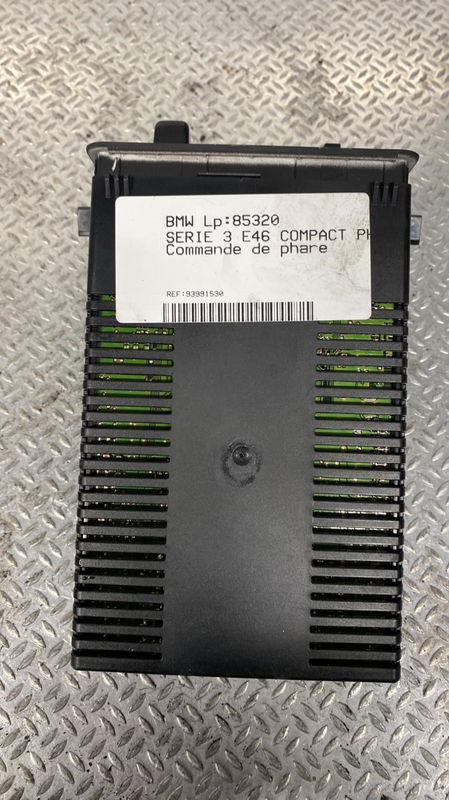 BMW Lp:85320
SERIE 3 E46 COMPACT PH
Commande de phare
REF:93991530